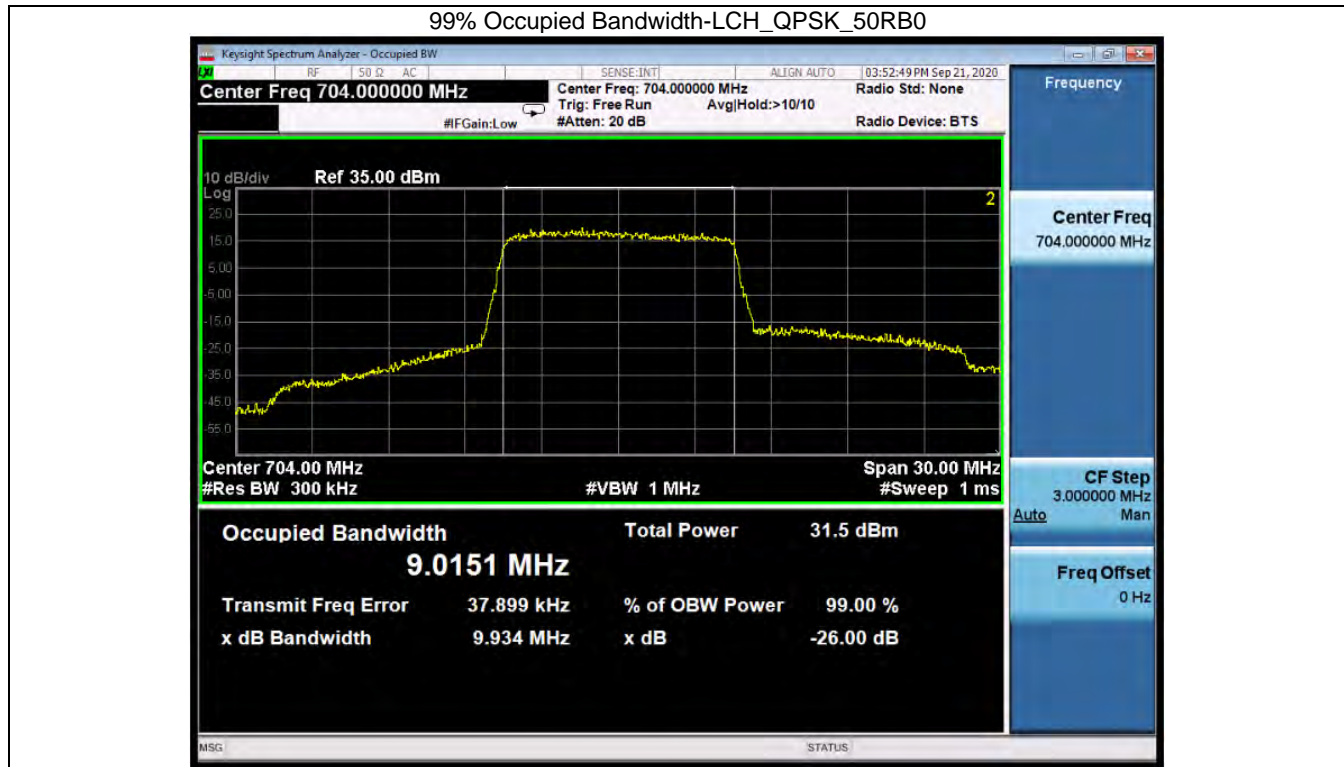 99% Occupied Bandwidth-LCH_QPSK_50RB0
Keysight Spectrum Analyzer - Occupied BW
LXI RF 50 Ω AC SENSE:INT ALIGN AUTO 03:52:49 PM Sep 21, 2020
Center Freq 704.000000 MHz
Center Freq: 704.000000 MHz Radio Std: None
Trig: Free Run Avg|Hold:>10/10
#IFGain:Low #Atten: 20 dB Radio Device: BTS
10 dB/div Ref 35.00 dBm
Log
2
25.0
15.0
5.00
-5.00
-15.0
-25.0
-35.0
-45.0
-55.0
Center 704.00 MHz Span 30.00 MHz
#Res BW 300 kHz #VBW 1 MHz #Sweep 1 ms
Occupied Bandwidth Total Power 31.5 dBm
9.0151 MHz
Transmit Freq Error 37.899 kHz % of OBW Power 99.00 %
x dB Bandwidth 9.934 MHz x dB -26.00 dB
Frequency
Center Freq
704.000000 MHz
CF Step
3.000000 MHz
Auto Man
Freq Offset
0 Hz
MSG STATUS